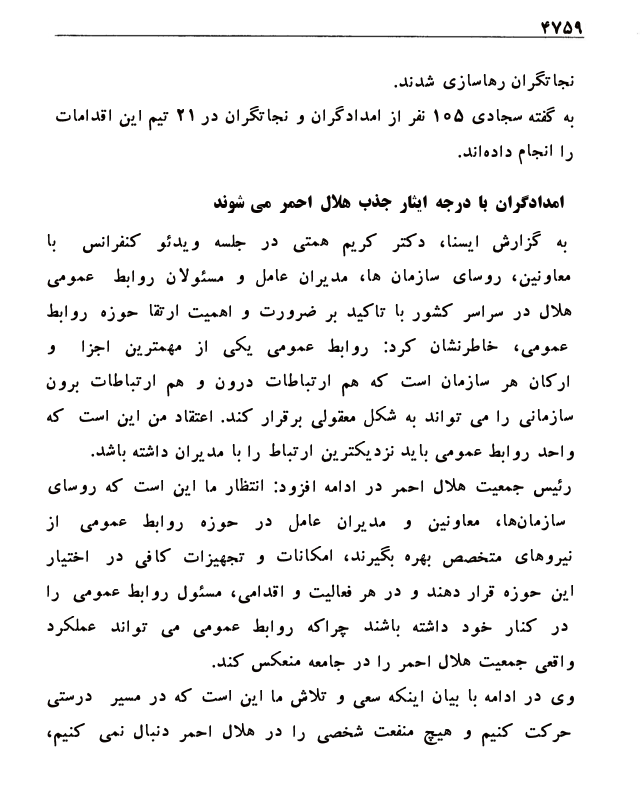 ۴۷۵۹
نجاتگران رهاسازی شدند.
به گفته سجادی ۱۰۵ نفر از امدادگران و نجاتگران در ۲۱ تیم این اقدامات
را انجام داده‌اند.
امدادگران با درجه ایثار جذب هلال احمر می شوند
به گزارش ایسنا، دکتر کریم همتی در جلسه ویدئو کنفرانس با
معاونین، روسای سازمان ها، مدیران عامل و مسئولان روابط عمومی
هلال در سراسر کشور با تاکید بر ضرورت و اهمیت ارتقا حوزه روابط
عمومی، خاطرنشان کرد: روابط عمومی یکی از مهمترین اجزا و
ارکان هر سازمان است که هم ارتباطات درون و هم ارتباطات برون
سازمانی را می تواند به شکل معقولی برقرار کند. اعتقاد من این است که
واحد روابط عمومی باید نزدیکترین ارتباط را با مدیران داشته باشد.
رئیس جمعیت هلال احمر در ادامه افزود: انتظار ما این است که روسای
سازمان‌ها، معاونین و مدیران عامل در حوزه روابط عمومی از
نیروهای متخصص بهره بگیرند، امکانات و تجهیزات کافی در اختیار
این حوزه قرار دهند و در هر فعالیت و اقدامی، مسئول روابط عمومی را
در کنار خود داشته باشند چراکه روابط عمومی می تواند عملکرد
واقعی جمعیت هلال احمر را در جامعه منعکس کند.
وی در ادامه با بیان اینکه سعی و تلاش ما این است که در مسیر درستی
حرکت کنیم و هیچ منفعت شخصی را در هلال احمر دنبال نمی کنیم،